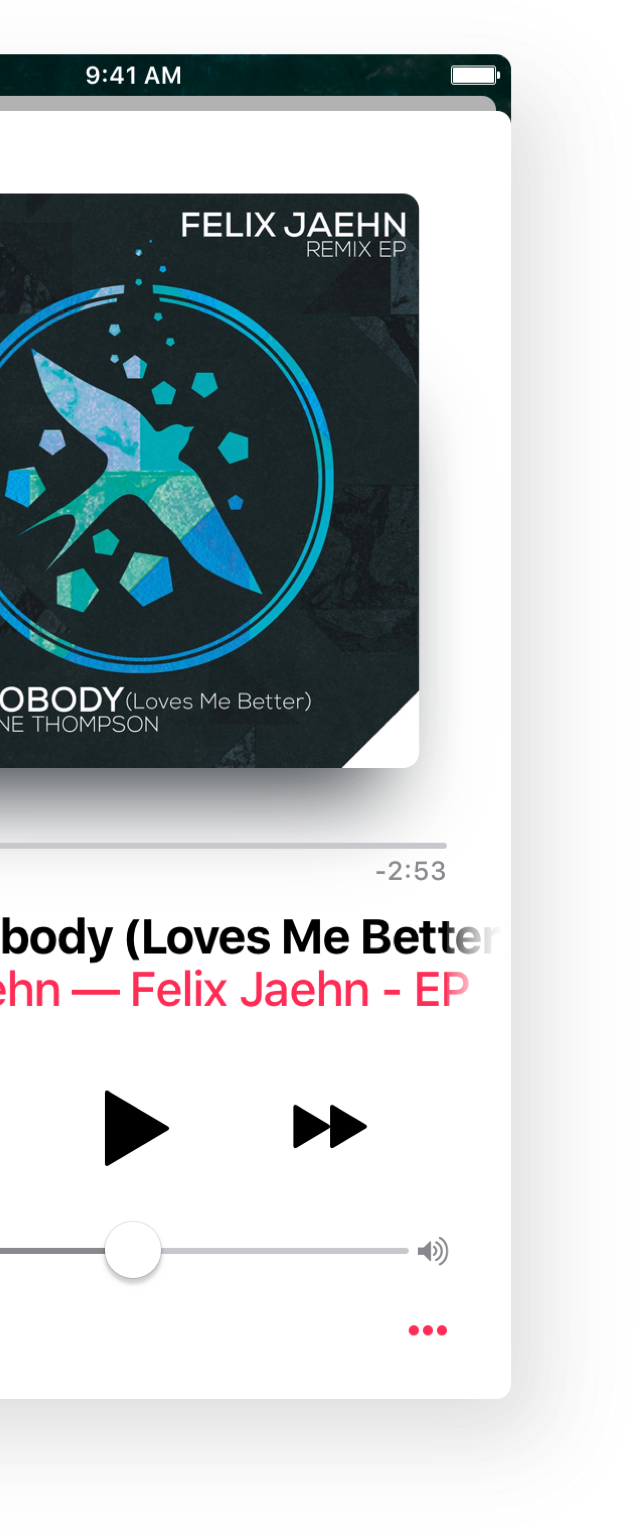 9:41 AM
FELIX JAEHN
REMIX EP
OBODY (Loves Me Better)
NE THOMPSON
-2:53
body (Loves Me Better
ehn — Felix Jaehn - EP